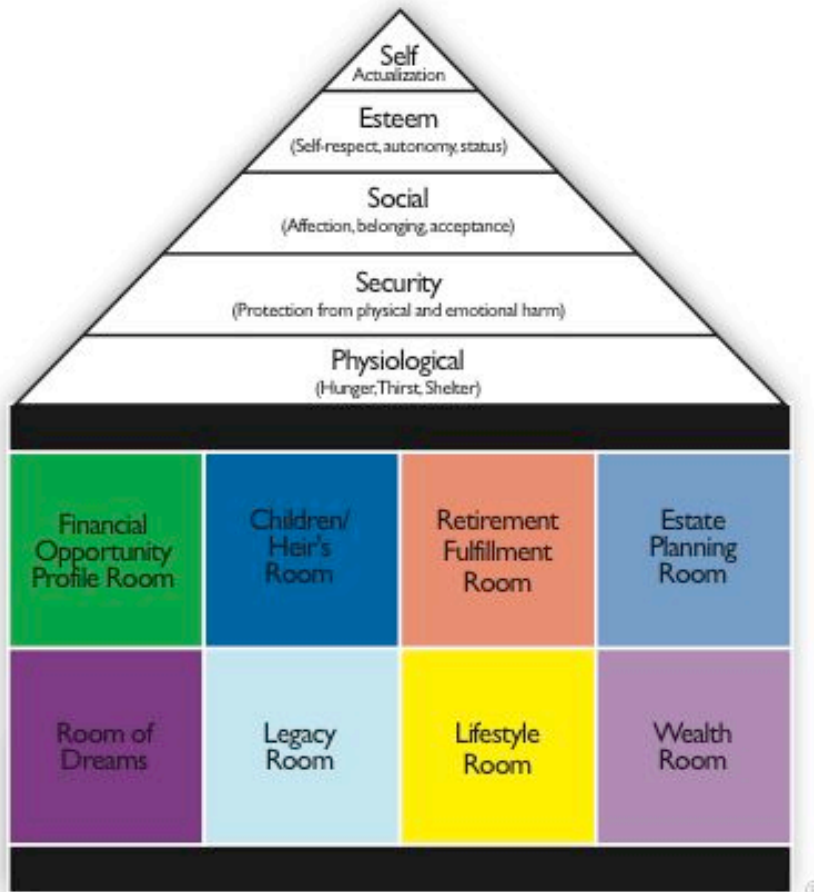 Self
Actualization
Esteem
(Self-respect, autonomy, status)
Social
(Affection, belonging, acceptance)
Security
(Protection from physical and emotional harm)
Physiological
(Hunger, Thirst, Shelter)
Financial
Opportunity
Profile Room
Children/
Heir's
Room
Retirement
Fulfillment
Room
Estate
Planning
Room
Room of
Dreams
Legacy
Room
Lifestyle
Room
Wealth
Room